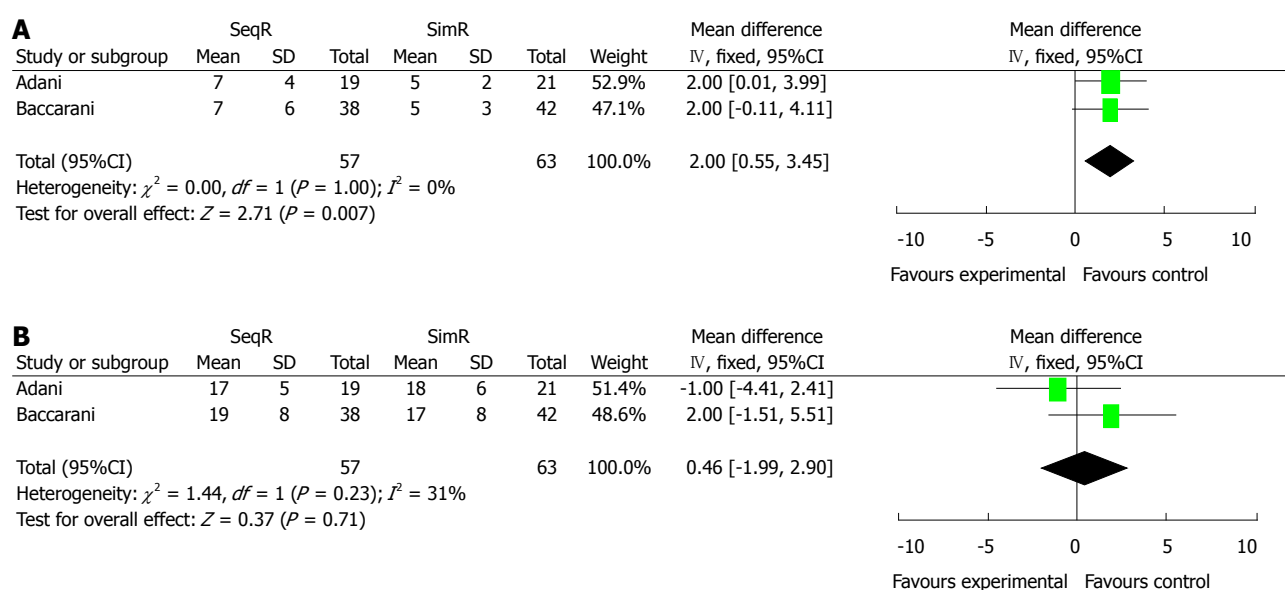 A
SeqR SimR Mean difference Mean difference
Study or subgroup Mean SD Total Mean SD Total Weight IV, fixed, 95%CI IV, fixed, 95%CI
Adani 7 4 19 5 2 21 52.9% 2.00 [0.01, 3.99]
Baccarani 7 6 38 5 3 42 47.1% 2.00 [-0.11, 4.11]
Total (95%CI) 57 63 100.0% 2.00 [0.55, 3.45]
Heterogeneity: χ² = 0.00, df = 1 (P = 1.00); I² = 0%
Test for overall effect: Z = 2.71 (P = 0.007)
-10 -5 0 5 10
Favours experimental Favours control
B
SeqR SimR Mean difference Mean difference
Study or subgroup Mean SD Total Mean SD Total Weight IV, fixed, 95%CI IV, fixed, 95%CI
Adani 17 5 19 18 6 21 51.4% -1.00 [-4.41, 2.41]
Baccarani 19 8 38 17 8 42 48.6% 2.00 [-1.51, 5.51]
Total (95%CI) 57 63 100.0% 0.46 [-1.99, 2.90]
Heterogeneity: χ² = 1.44, df = 1 (P = 0.23); I² = 31%
Test for overall effect: Z = 0.37 (P = 0.71)
-10 -5 0 5 10
Favours experimental Favours control